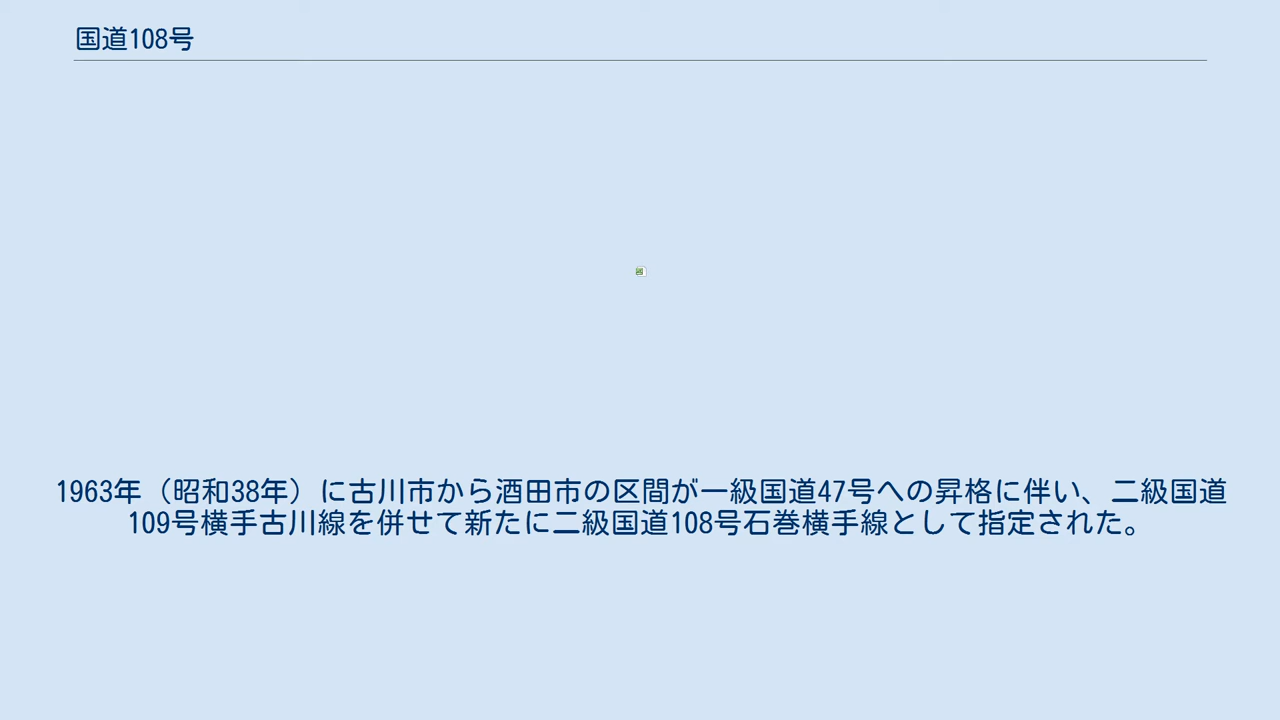 国道108号
1963年（昭和38年）に古川市から酒田市の区間が一級国道47号への昇格に伴い、二級国道
109号横手古川線を併せて新たに二級国道108号石巻横手線として指定された。